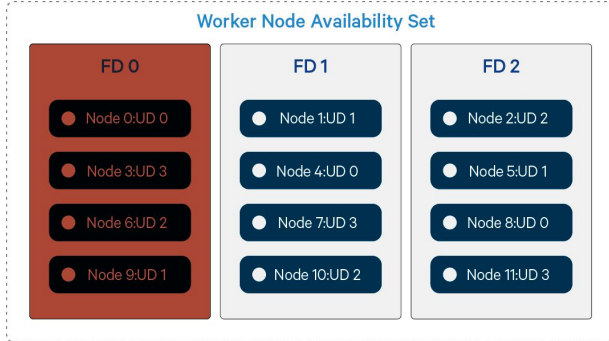 Worker Node Availability Set
FD 0
Node 0:UD 0
Node 3:UD 3
Node 6:UD 2
Node 9:UD 1
FD 1
Node 1:UD 1
Node 4:UD 0
Node 7:UD 3
Node 10:UD 2
FD 2
Node 2:UD 2
Node 5:UD 1
Node 8:UD 0
Node 11:UD 3